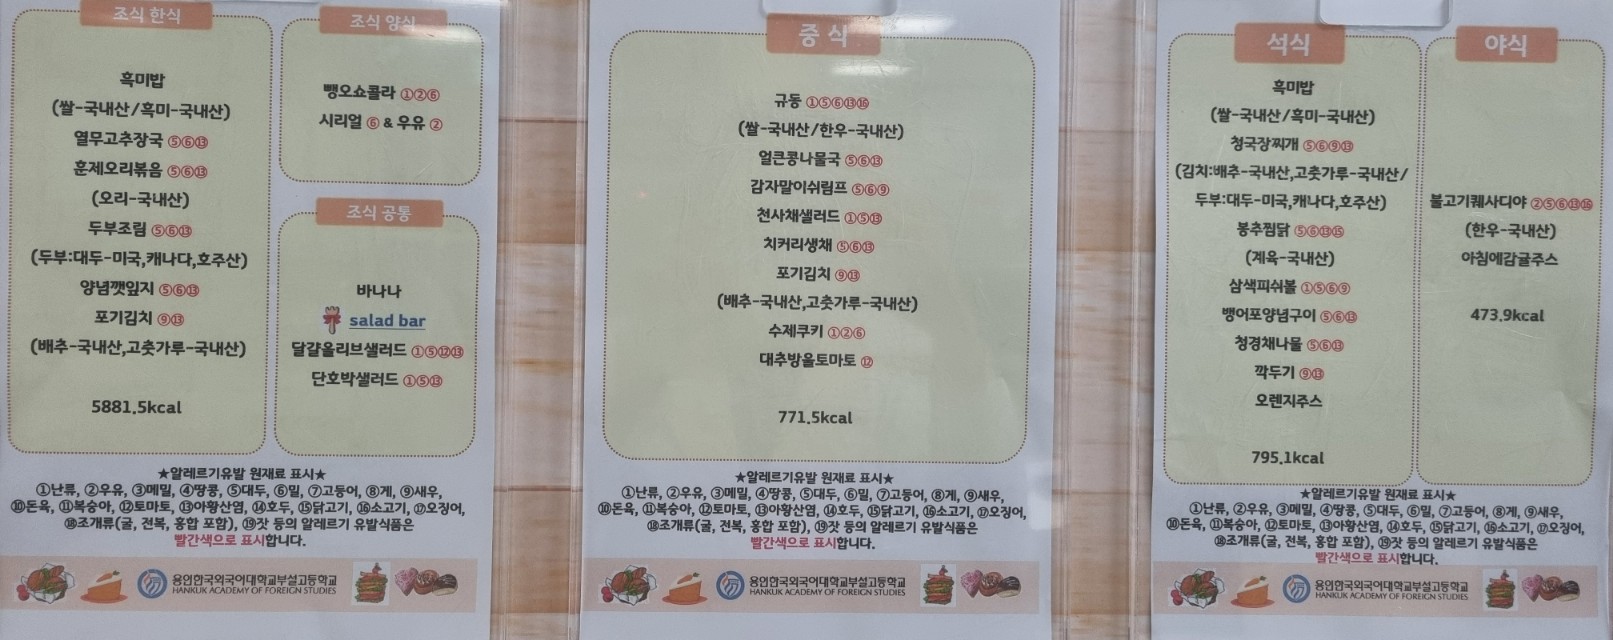 조식 한식
흑미밥
(쌀-국내산/흑미-국내산)
열무고추장국 ⑤⑥⑬
훈제오리볶음 ⑤⑥⑬
(오리-국내산)
두부조림 ⑤⑥⑬
(두부:대두-미국,캐나다,호주산)
양념깻잎지 ⑤⑥⑬
포기김치 ⑨⑬
(배추-국내산,고춧가루-국내산)
5881.5kcal
조식 양식
뺑오쇼콜라 ①②⑥
시리얼 ⑥ & 우유 ②
조식 공통
바나나
salad bar
달걀올리브샐러드 ①⑤⑫⑬
단호박샐러드 ①⑤⑬
★알레르기유발 원재료 표시★
①난류, ②우유, ③메밀, ④땅콩, ⑤대두, ⑥밀, ⑦고등어, ⑧게, ⑨새우,
⑩돈육, ⑪복숭아, ⑫토마토, ⑬아황산염, ⑭호두, ⑮닭고기, ⑯소고기, ⑰오징어,
⑱조개류(굴, 전복, 홍합 포함), ⑲잣 등의 알레르기 유발식품은
빨간색으로 표시합니다.
용인한국외국어대학교부설고등학교
HANKUK ACADEMY OF FOREIGN STUDIES
중식
규동 ①⑤⑥⑬⑯
(쌀-국내산/한우-국내산)
얼큰콩나물국 ⑤⑥⑬
감자말이쉬림프 ⑤⑥⑨
천사채샐러드 ①⑤⑬
치커리생채 ⑤⑥⑬
포기김치 ⑨⑬
(배추-국내산,고춧가루-국내산)
수제쿠키 ①②⑥
대추방울토마토 ⑫
771.5kcal
★알레르기유발 원재료 표시★
①난류, ②우유, ③메밀, ④땅콩, ⑤대두, ⑥밀, ⑦고등어, ⑧게, ⑨새우,
⑩돈육, ⑪복숭아, ⑫토마토, ⑬아황산염, ⑭호두, ⑮닭고기, ⑯소고기, ⑰오징어,
⑱조개류(굴, 전복, 홍합 포함), ⑲잣 등의 알레르기 유발식품은
빨간색으로 표시합니다.
용인한국외국어대학교부설고등학교
HANKUK ACADEMY OF FOREIGN STUDIES
석식
흑미밥
(쌀-국내산/흑미-국내산)
청국장찌개 ⑤⑥⑨⑬
(김치:배추-국내산,고춧가루-국내산/
두부:대두-미국,캐나다,호주산)
봉추찜닭 ⑤⑥⑬⑮
(계육-국내산)
삼색피쉬볼 ①⑤⑥⑨
뱅어포양념구이 ⑤⑥⑬
청경채나물 ⑤⑥⑬
깍두기 ⑨⑬
오렌지주스
795.1kcal
야식
불고기퀘사디야 ②⑤⑥⑬⑯
(한우-국내산)
아침에감귤주스
473.9kcal
★알레르기유발 원재료 표시★
①난류, ②우유, ③메밀, ④땅콩, ⑤대두, ⑥밀, ⑦고등어, ⑧게, ⑨새우,
⑩돈육, ⑪복숭아, ⑫토마토, ⑬아황산염, ⑭호두, ⑮닭고기, ⑯소고기, ⑰오징어,
⑱조개류(굴, 전복, 홍합 포함), ⑲잣 등의 알레르기 유발식품은
빨간색으로 표시합니다.
용인한국외국어대학교부설고등학교
HANKUK ACADEMY OF FOREIGN STUDIES